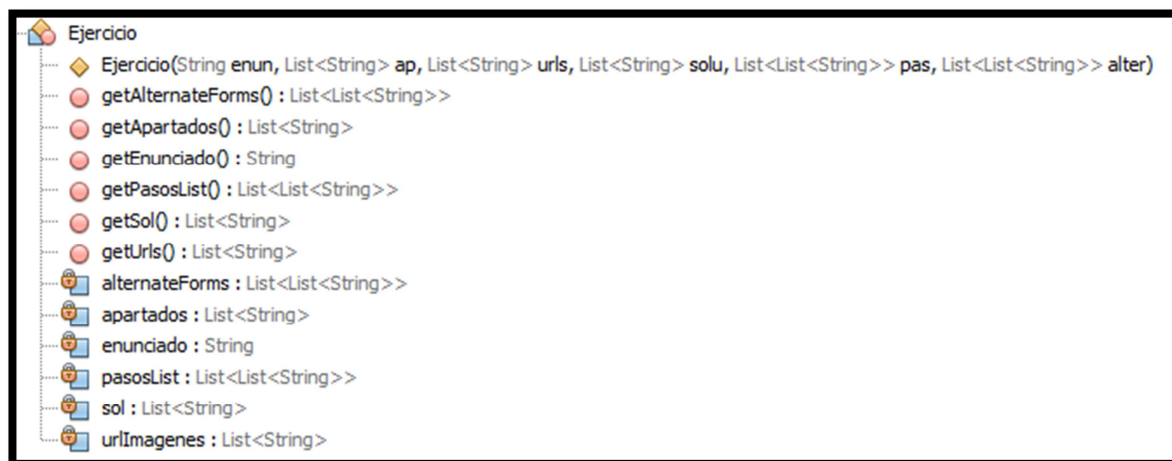 Ejercicio
Ejercicio(String enun, List<String> ap, List<String> urls, List<String> solu, List<List<String>> pas, List<List<String>> alter)
getAlternateForms() : List<List<String>>
getApartados() : List<String>
getEnunciado() : String
getPasosList() : List<List<String>>
getSol() : List<String>
getUrls() : List<String>
alternateForms : List<List<String>>
apartados : List<String>
enunciado : String
pasosList : List<List<String>>
sol : List<String>
urlImagenes : List<String>